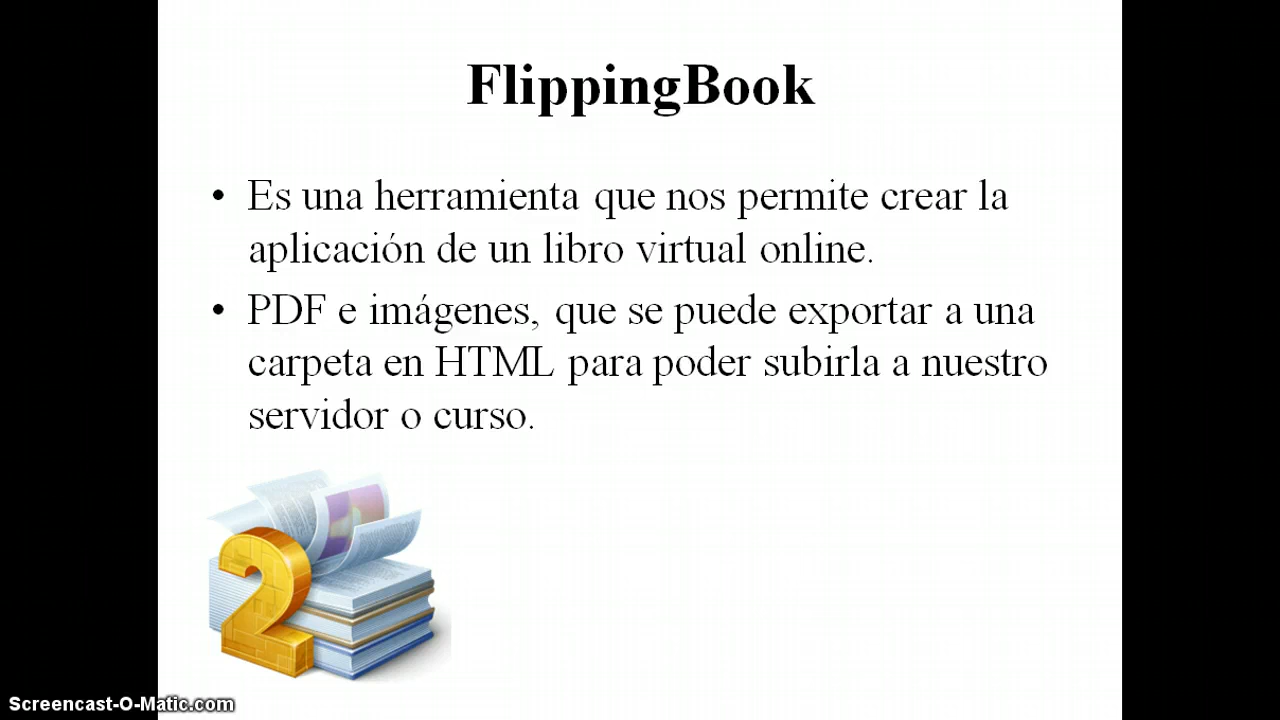 FlippingBook
• Es una herramienta que nos permite crear la
aplicación de un libro virtual online.
• PDF e imágenes, que se puede exportar a una
carpeta en HTML para poder subirla a nuestro
servidor o curso.
2
Screencast-O-Matic.com